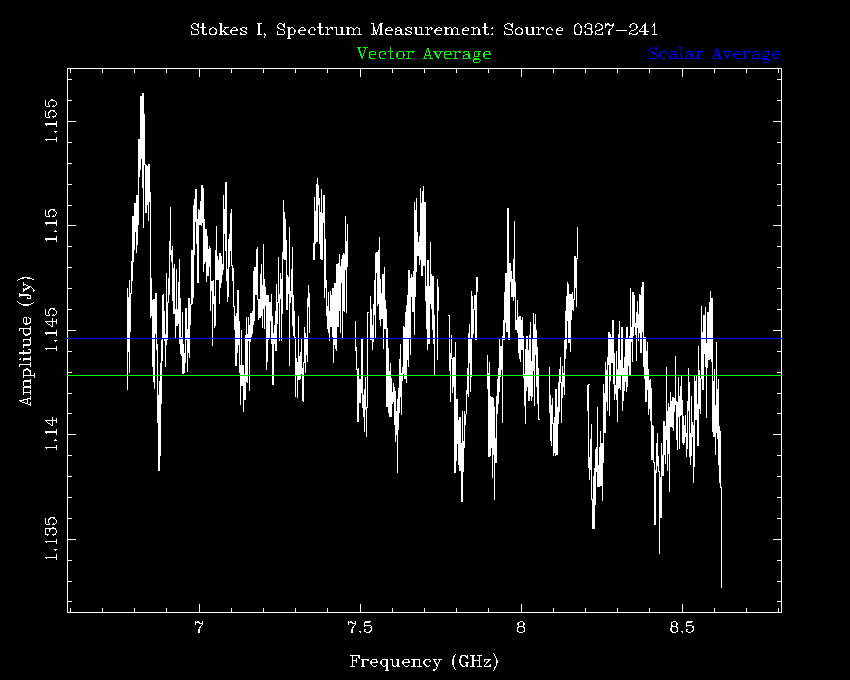 Stokes I, Spectrum Measurement: Source 0327-241
Vector Average Scalar Average
1.155
1.15
1.145
1.14
1.135
Amplitude (Jy)
7 7.5 8 8.5
Frequency (GHz)